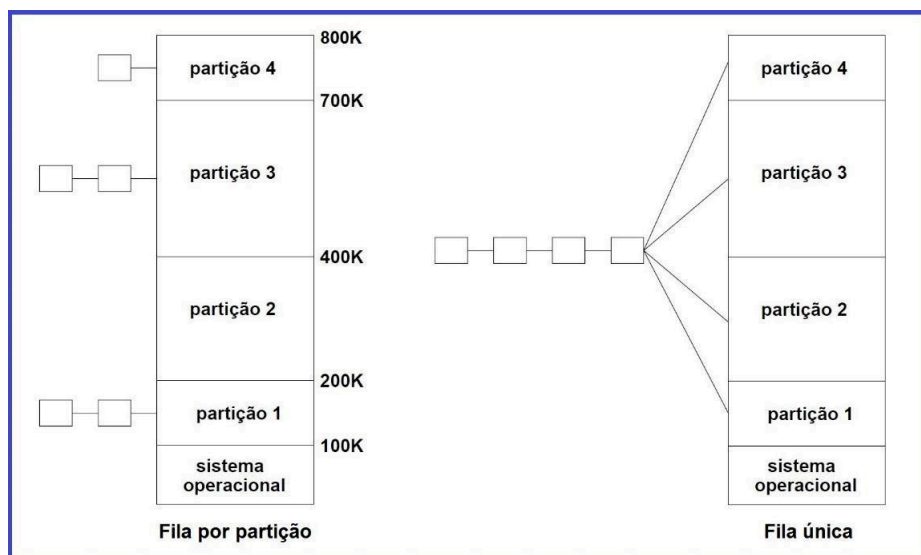 800K
partição 4
700K
partição 3
400K
partição 2
200K
partição 1
100K
sistema
operacional
Fila por partição
partição 4
partição 3
partição 2
partição 1
sistema
operacional
Fila única